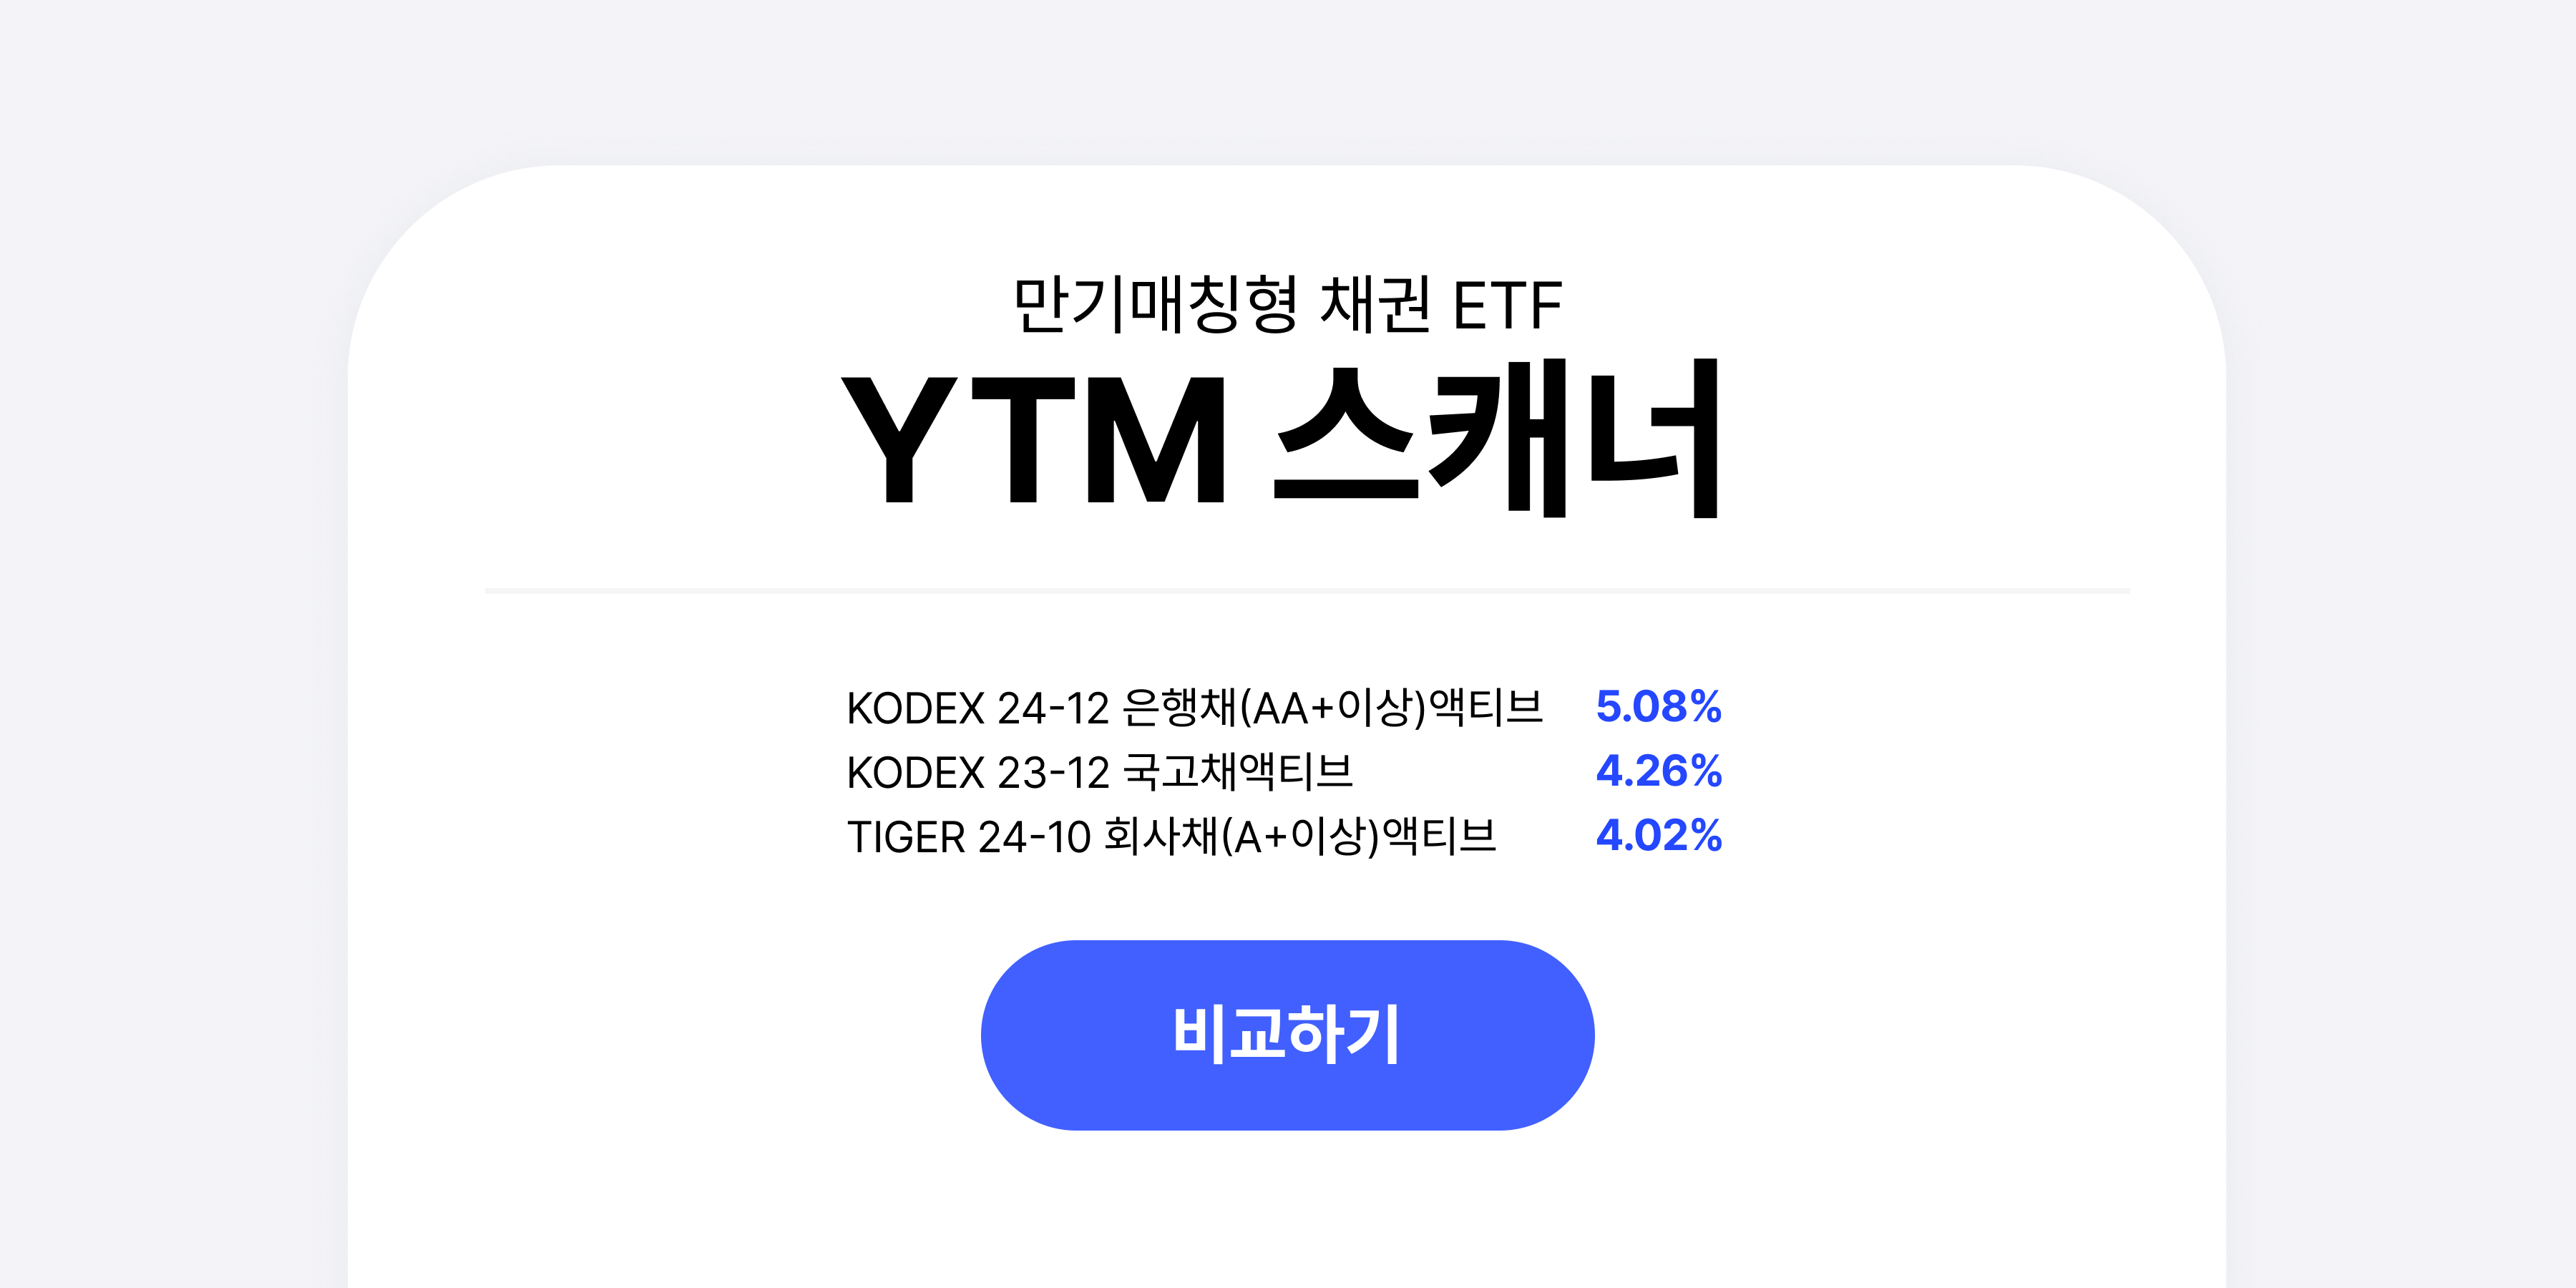 만기매칭형 채권 ETF
YTM 스캐너
KODEX 24-12 은행채(AA+이상)액티브 5.08%
KODEX 23-12 국고채액티브 4.26%
TIGER 24-10 회사채(A+이상)액티브 4.02%
비교하기